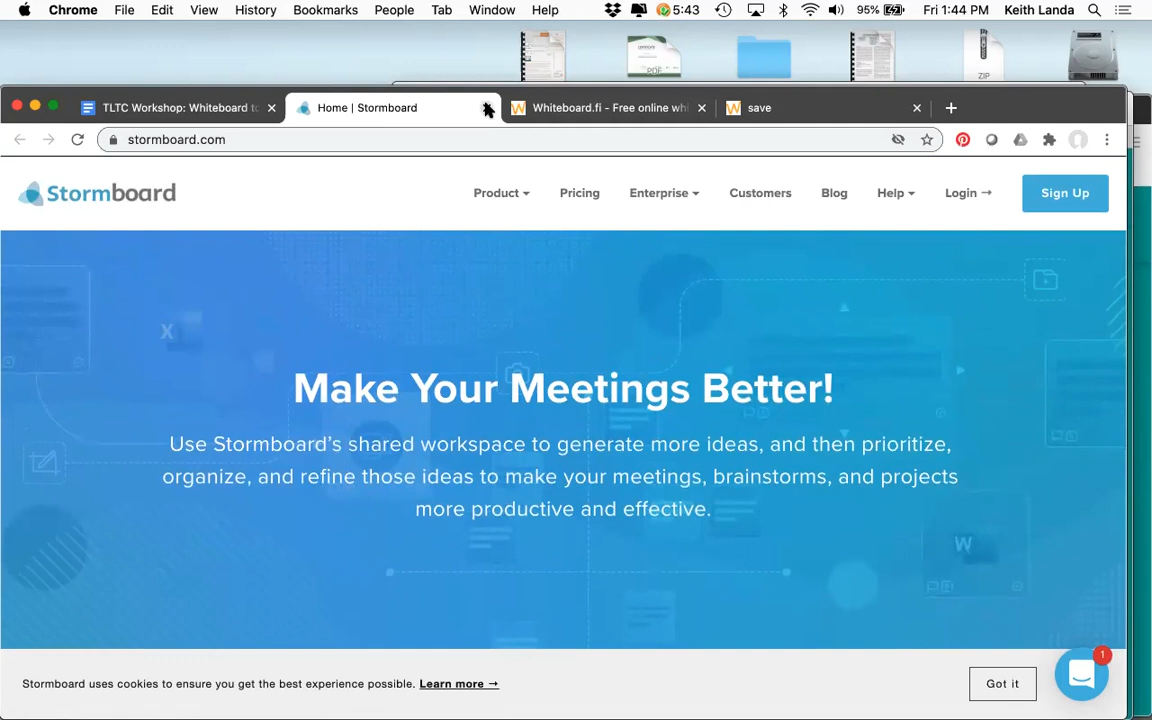 Chrome File Edit View History Bookmarks People Tab Window Help 5:43 95% Fri 1:44 PM Keith Landa
PDF
ZIP
TLTC Workshop: Whiteboard to
Home | Stormboard
Whiteboard.fi - Free online whi
save
stormboard.com
Stormboard
Product
Pricing
Enterprise
Customers
Blog
Help
Login →
Sign Up
X
Make Your Meetings Better!
Use Stormboard's shared workspace to generate more ideas, and then prioritize,
organize, and refine those ideas to make your meetings, brainstorms, and projects
more productive and effective.
W
Stormboard uses cookies to ensure you get the best experience possible. Learn more →
Got it
1